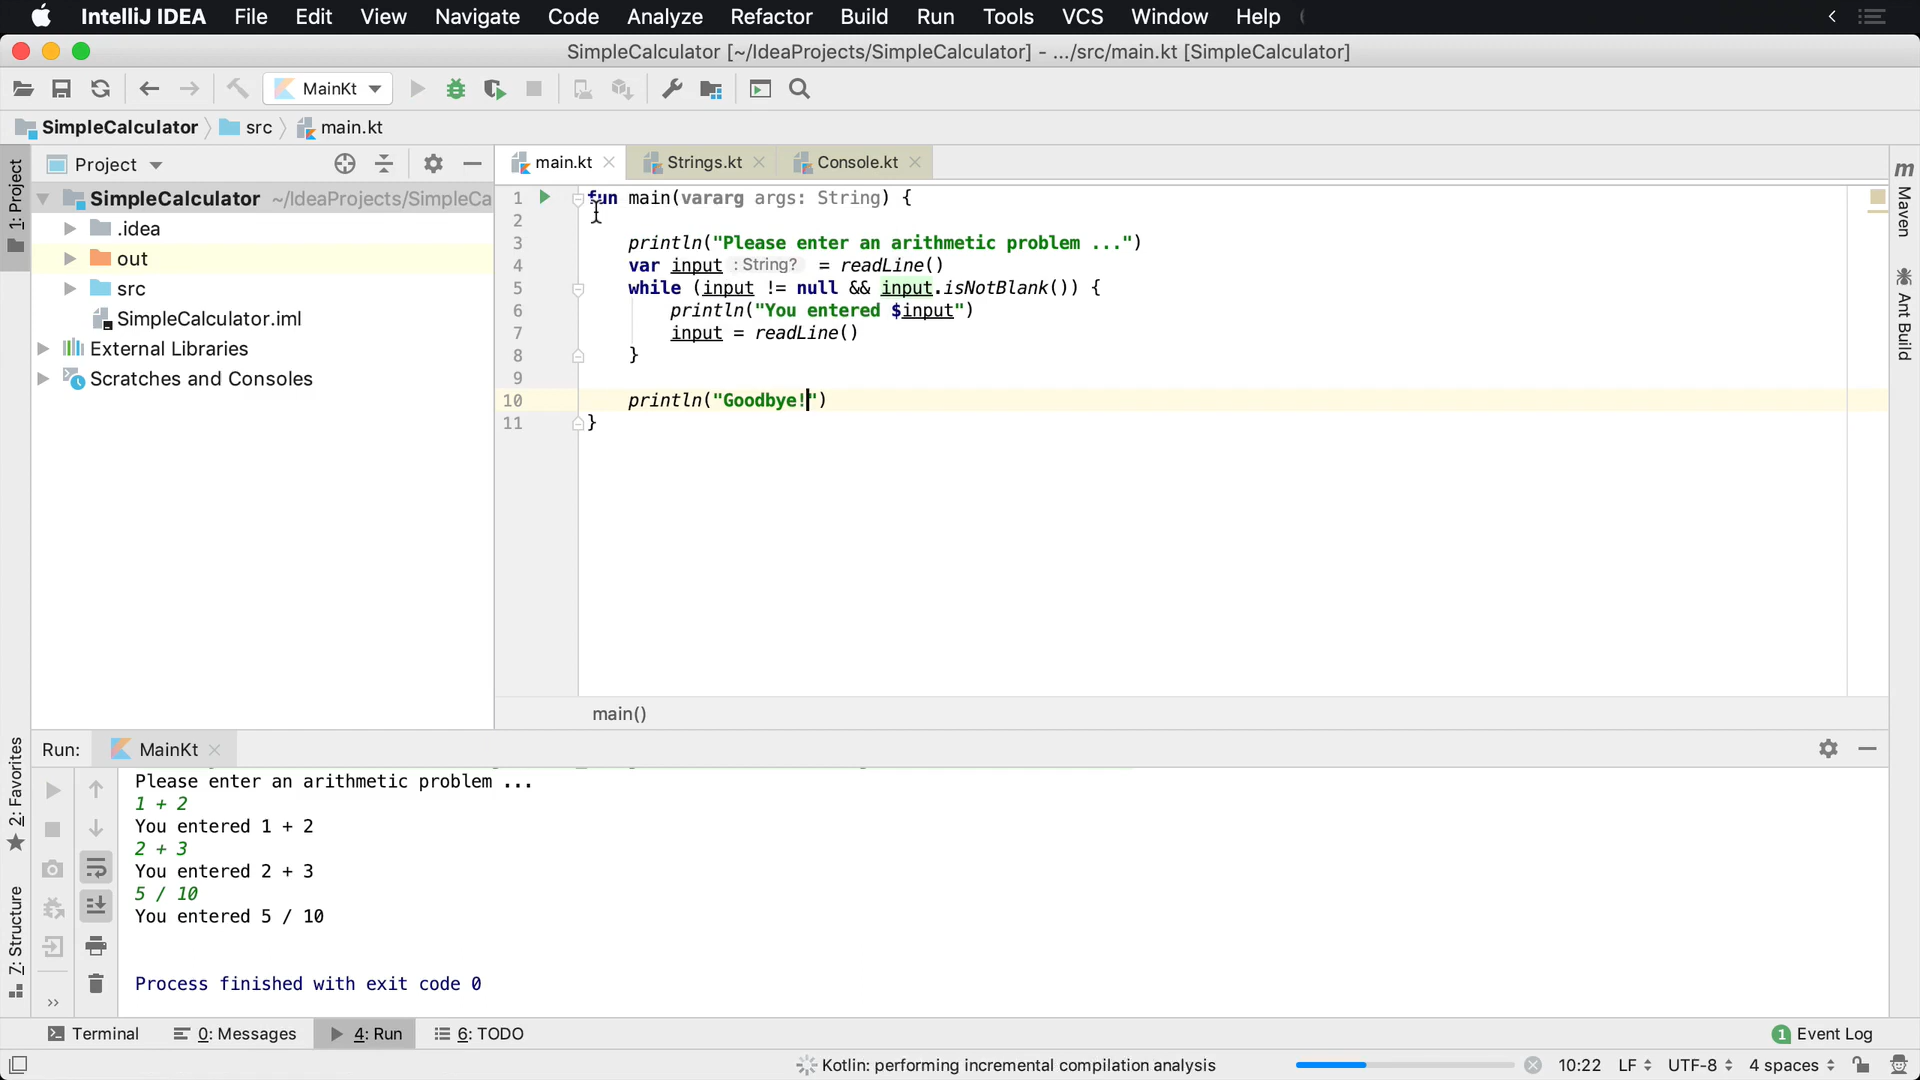 IntelliJ IDEA File Edit View Navigate Code Analyze Refactor Build Run Tools VCS Window Help
SimpleCalculator [~/IdeaProjects/SimpleCalculator] - .../src/main.kt [SimpleCalculator]
MainKt
SimpleCalculator src main.kt
1: Project
Project
main.kt Strings.kt Console.kt
SimpleCalculator ~/IdeaProjects/SimpleCa
.idea
out
src
SimpleCalculator.iml
External Libraries
Scratches and Consoles
1 fun main(vararg args: String) {
2
3 println("Please enter an arithmetic problem ...")
4 var input : String? = readLine()
5 while (input != null && input.isNotBlank()) {
6 println("You entered $input")
7 input = readLine()
8 }
9
10 println("Goodbye!")
11 }
main()
m Maven
Ant Build
2: Favorites
7: Structure
Run: MainKt
Please enter an arithmetic problem ...
1 + 2
You entered 1 + 2
2 + 3
You entered 2 + 3
5 / 10
You entered 5 / 10
Process finished with exit code 0
>>
Terminal 0: Messages 4: Run 6: TODO 1 Event Log
Kotlin: performing incremental compilation analysis 10:22 LF UTF-8 4 spaces